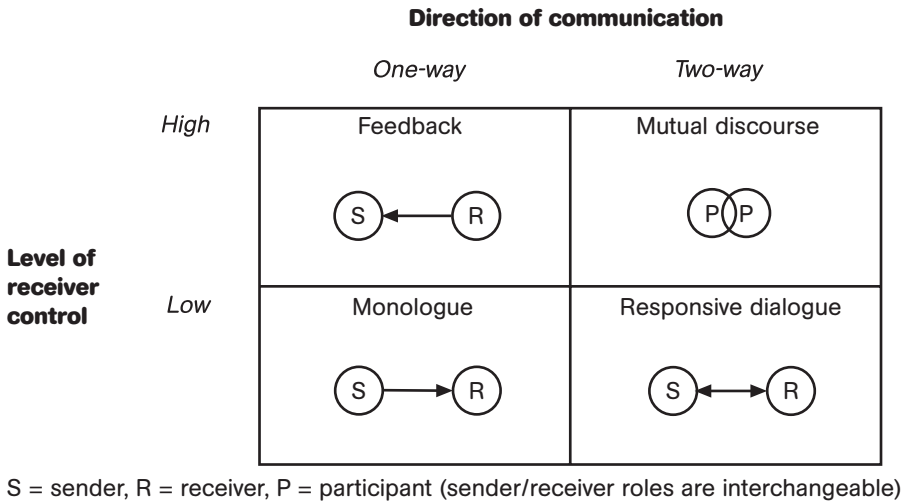 Direction of communication
One-way Two-way
High Feedback Mutual discourse
S R P P
Level of
receiver
control
Low Monologue Responsive dialogue
S R S R
S = sender, R = receiver, P = participant (sender/receiver roles are interchangeable)